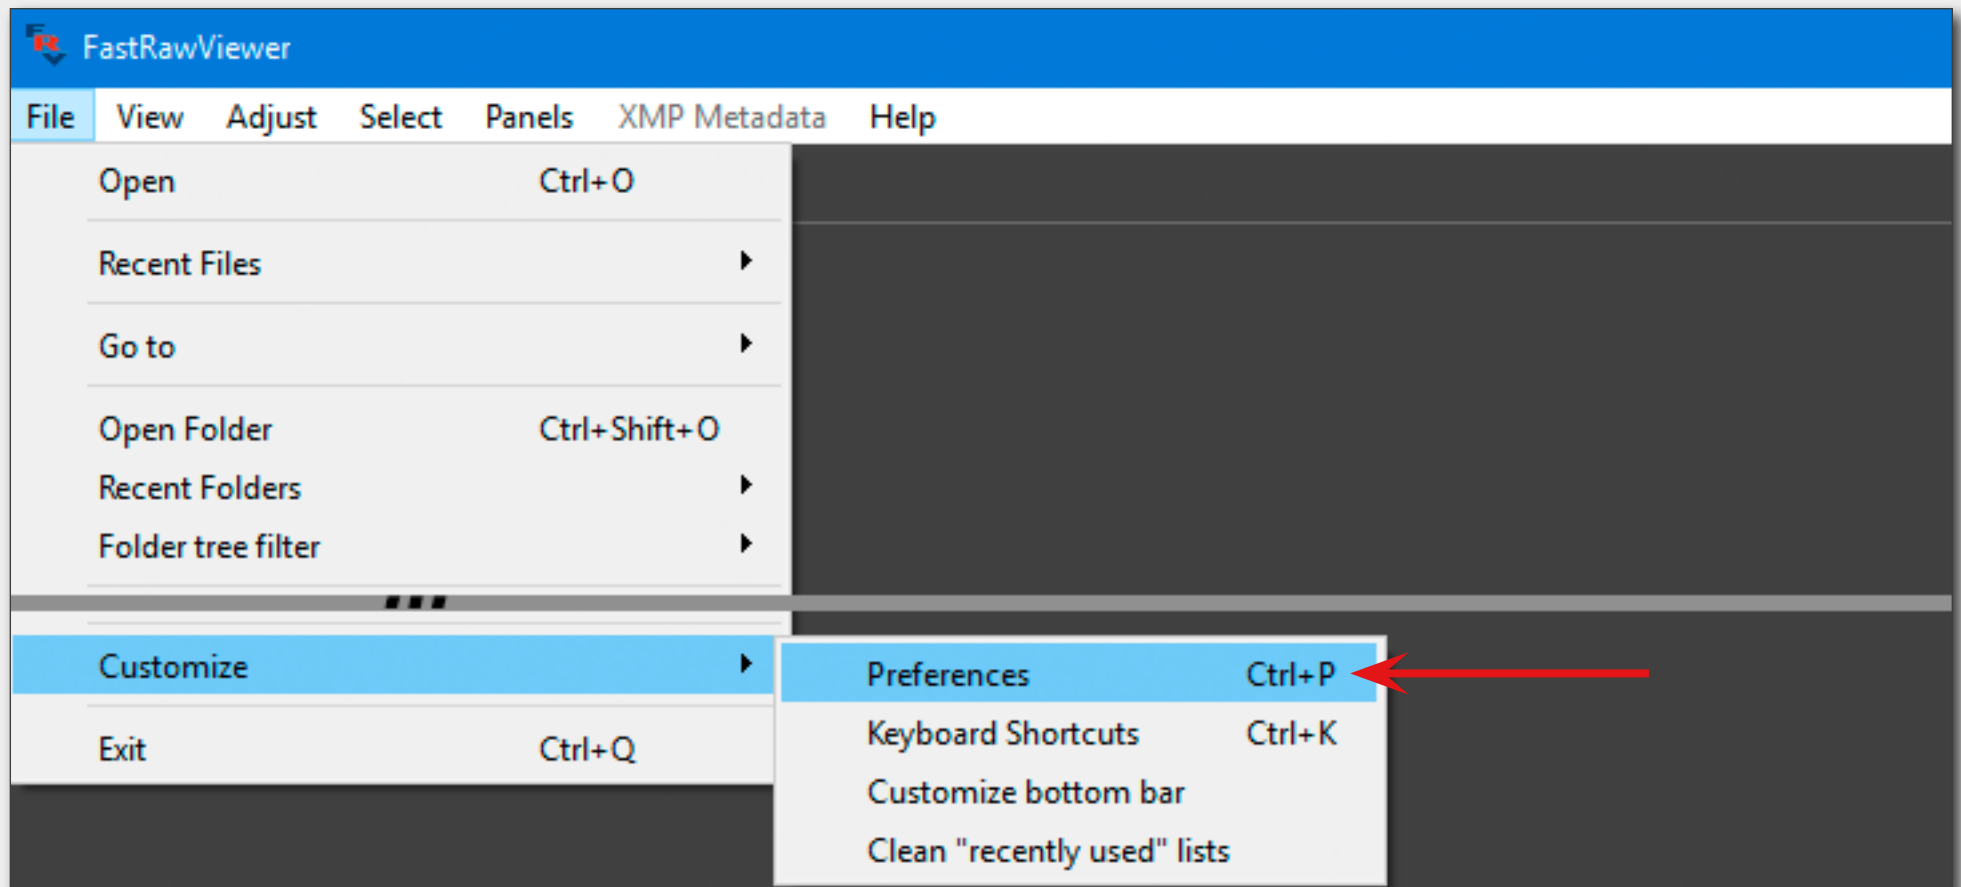 FRV FastRawViewer
File View Adjust Select Panels XMP Metadata Help
Open Ctrl+O
Recent Files
Go to
Open Folder Ctrl+Shift+O
Recent Folders
Folder tree filter
Customize
Preferences Ctrl+P
Keyboard Shortcuts Ctrl+K
Exit Ctrl+Q
Customize bottom bar
Clean "recently used" lists